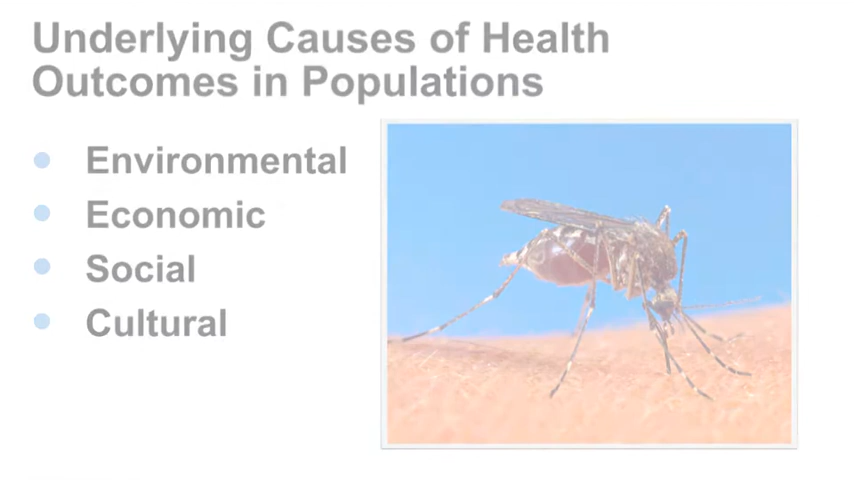 Underlying Causes of Health
Outcomes in Populations
Environmental
Economic
Social
Cultural